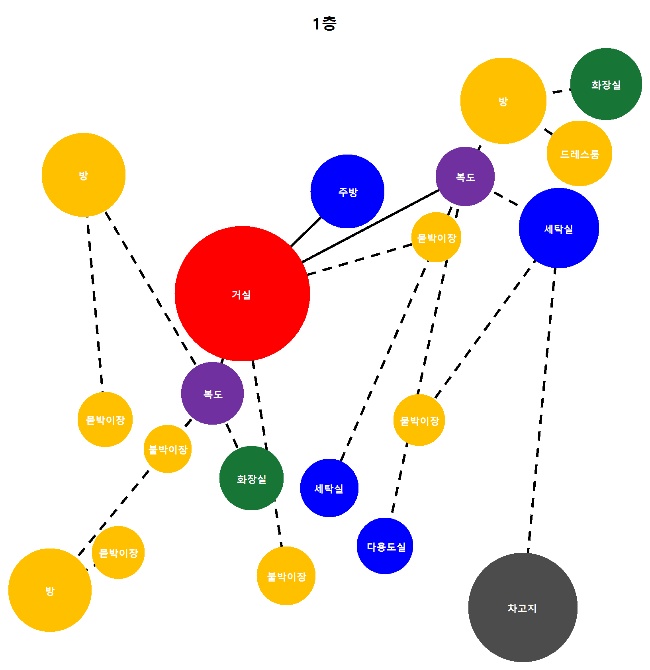 1층
화장실
방
드레스룸
방
복도
주방
세탁실
붙박이장
거실
복도
붙박이장
붙박이장
붙박이장
화장실
세탁실
다용도실
붙박이장
붙박이장
방
차고지